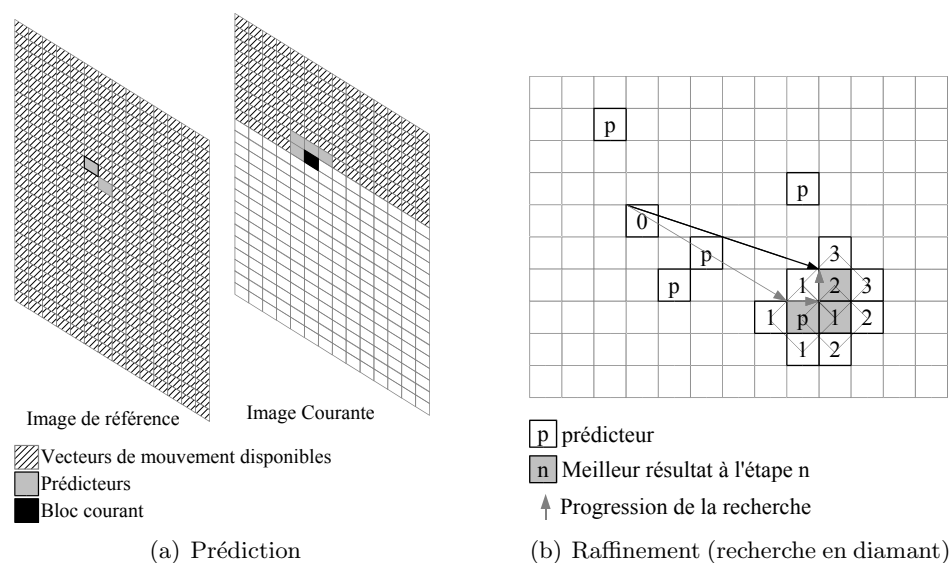 Image de référence
Image Courante
Vecteurs de mouvement disponibles
Prédicteurs
Bloc courant
(a) Prédiction
p
p
0
p
3
p
1 2 3
1 p 1 2
1 2
p prédicteur
n Meilleur résultat à l'étape n
Progression de la recherche
(b) Raffinement (recherche en diamant)